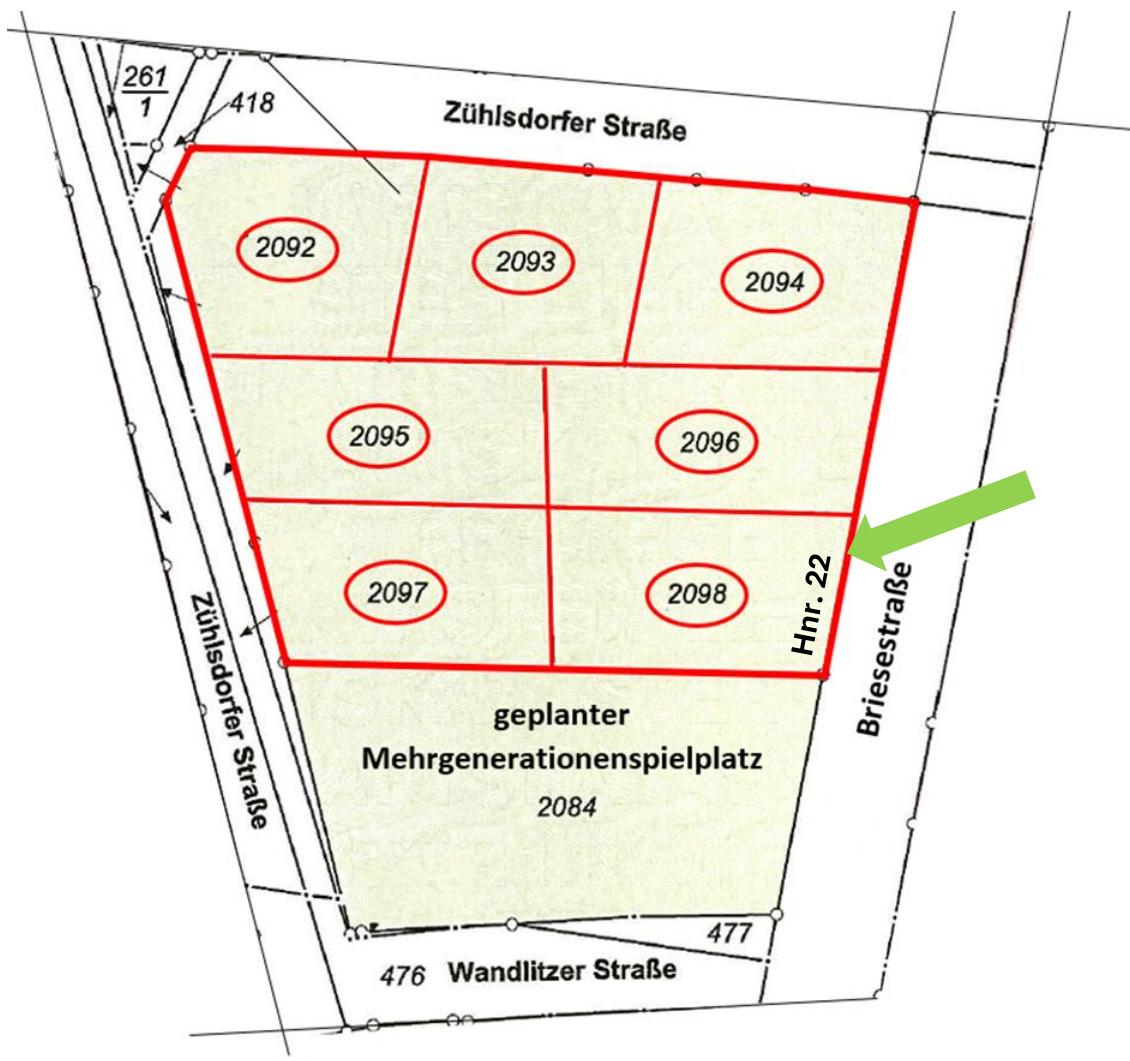 261
1
418
Zühlsdorfer Straße
2092
2093
2094
2095
2096
2097
2098
Hnr. 22
Briesestraße
Zühlsdorfer Straße
geplanter
Mehrgenerationenspielplatz
2084
477
476 Wandlitzer Straße